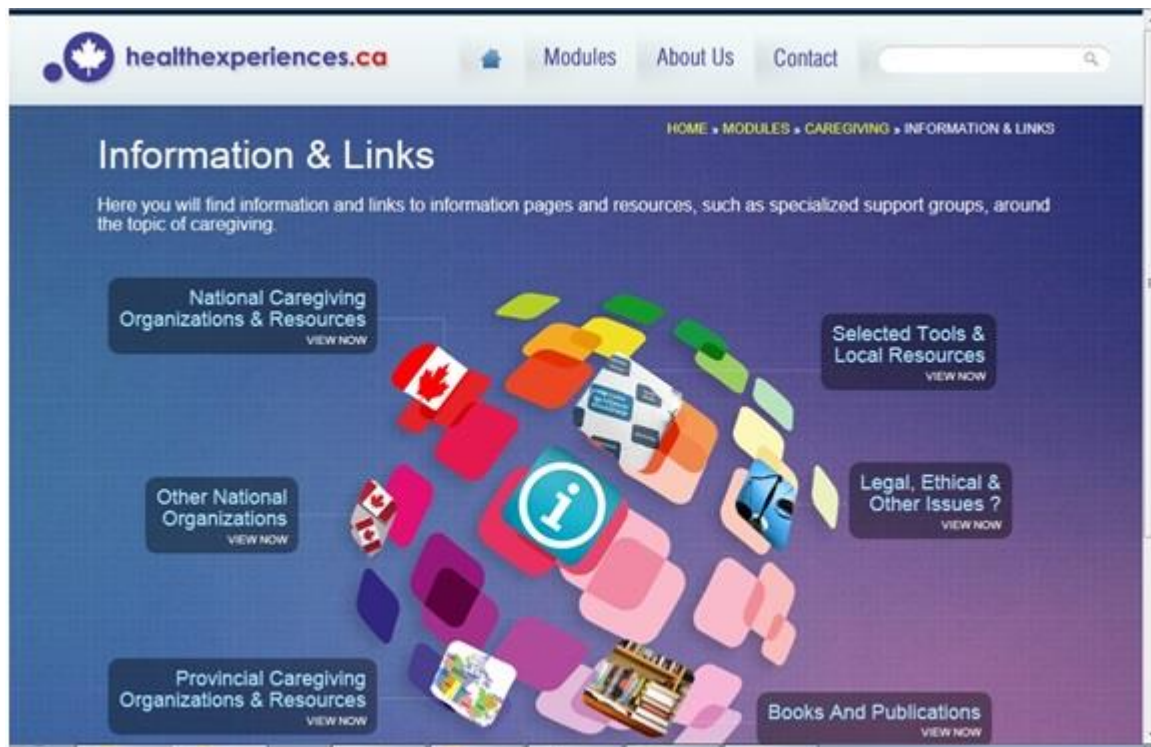 healthexperiences.ca
Modules
About Us
Contact
HOME » MODULES » CAREGIVING » INFORMATION & LINKS
Information & Links
Here you will find information and links to information pages and resources, such as specialized support groups, around
the topic of caregiving.
National Caregiving
Organizations & Resources
VIEW NOW
Selected Tools &
Local Resources
VIEW NOW
Other National
Organizations
VIEW NOW
Legal, Ethical &
Other Issues ?
VIEW NOW
Provincial Caregiving
Organizations & Resources
VIEW NOW
Books And Publications
VIEW NOW